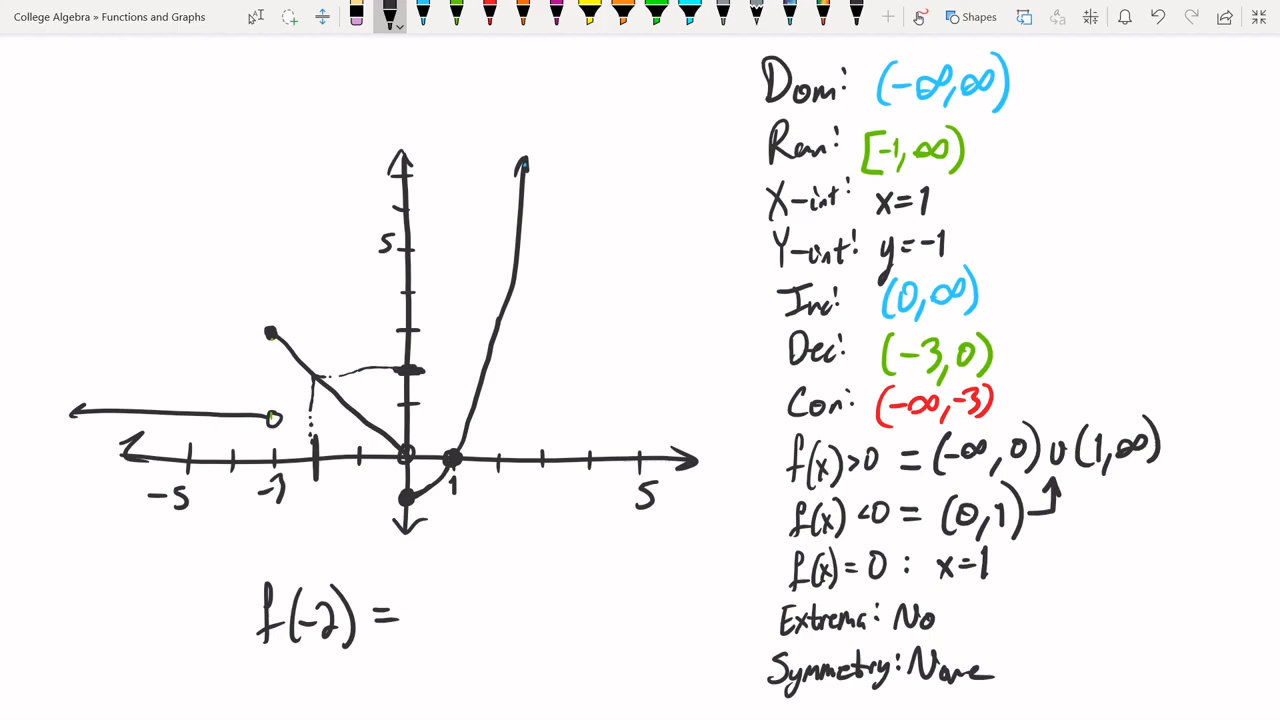 College Algebra » Functions and Graphs
Shapes
Dom: (-∞,∞)
Ran: [-1,∞)
X-int: x=1
Y-int: y=-1
Inc: (0,∞)
Dec: (-3,0)
Con: (-∞,-3)
f(x)>0 = (-∞,0)∪(1,∞)
f(x)<0 = (0,1)
f(x)=0 : x=1
Extrema: No
Symmetry: None
5
-5
1
5
f(-2) =